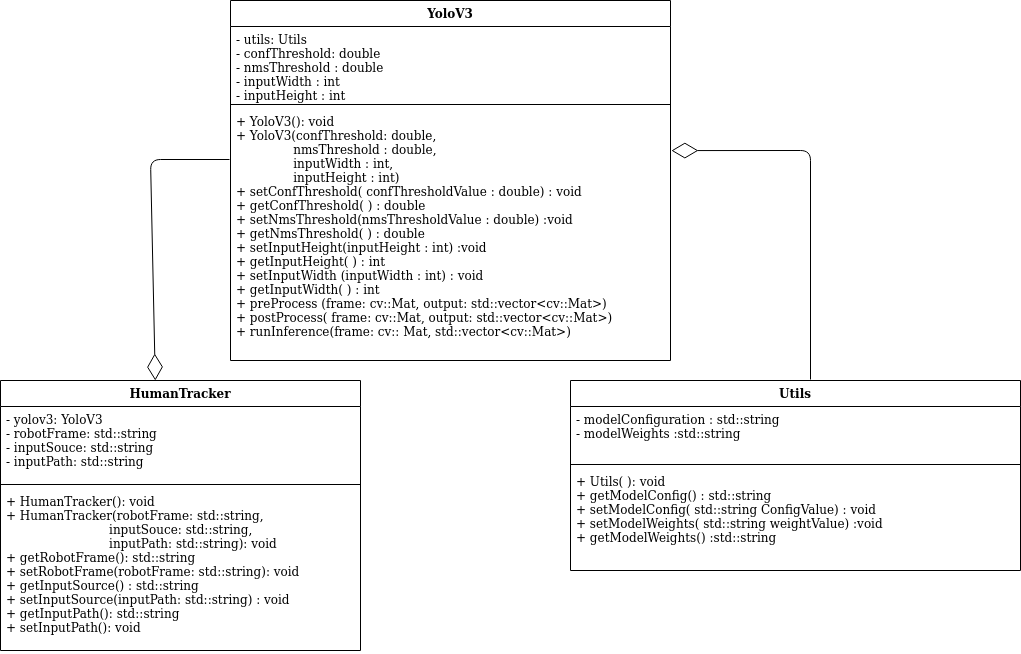 YoloV3
- utils: Utils
- confThreshold: double
- nmsThreshold : double
- inputWidth : int
- inputHeight : int
+ YoloV3(): void
+ YoloV3(confThreshold: double,
nmsThreshold : double,
inputWidth : int,
inputHeight : int)
+ setConfThreshold( confThresholdValue : double) : void
+ getConfThreshold( ) : double
+ setNmsThreshold(nmsThresholdValue : double) :void
+ getNmsThreshold( ) : double
+ setInputHeight(inputHeight : int) :void
+ getInputHeight( ) : int
+ setInputWidth (inputWidth : int) : void
+ getInputWidth( ) : int
+ preProcess (frame: cv::Mat, output: std::vector<cv::Mat>)
+ postProcess( frame: cv::Mat, output: std::vector<cv::Mat>)
+ runInference(frame: cv:: Mat, std::vector<cv::Mat>)
HumanTracker
- yolov3: YoloV3
- robotFrame: std::string
- inputSouce: std::string
- inputPath: std::string
+ HumanTracker(): void
+ HumanTracker(robotFrame: std::string,
inputSouce: std::string,
inputPath: std::string): void
+ getRobotFrame(): std::string
+ setRobotFrame(robotFrame: std::string): void
+ getInputSource() : std::string
+ setInputSource(inputPath: std::string) : void
+ getInputPath(): std::string
+ setInputPath(): void
Utils
- modelConfiguration : std::string
- modelWeights :std::string
+ Utils( ): void
+ getModelConfig() : std::string
+ setModelConfig( std::string ConfigValue) : void
+ setModelWeights( std::string weightValue) :void
+ getModelWeights() :std::string